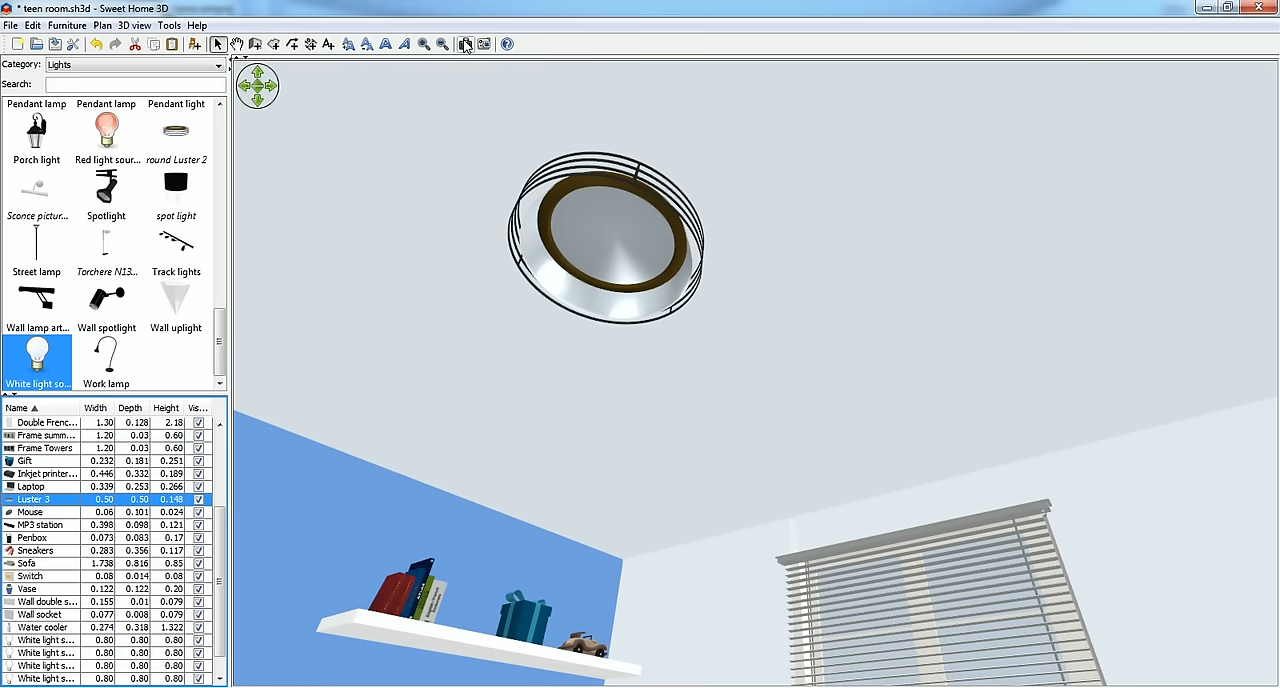 * teen room.sh3d - Sweet Home 3D
File Edit Furniture Plan 3D view Tools Help
Category: Lights
Search:
Pendant lamp Pendant lamp Pendant light
Porch light Red light sour... round Luster 2
Sconce pictur... Spotlight spot light
Street lamp Torchere N13... Track lights
Wall lamp art... Wall spotlight Wall uplight
White light so... Work lamp
Name Width Depth Height Vis...
Double Frenc... 1.30 0.128 2.18
Frame summ... 1.20 0.03 0.60
Frame Towers 1.20 0.03 0.60
Gift 0.232 0.181 0.251
Inkjet printer... 0.446 0.332 0.189
Laptop 0.339 0.253 0.266
Luster 3 0.50 0.50 0.148
Mouse 0.06 0.101 0.024
MP3 station 0.398 0.098 0.121
Penbox 0.073 0.083 0.17
Sneakers 0.283 0.356 0.117
Sofa 1.738 0.816 0.85
Switch 0.08 0.014 0.08
Vase 0.122 0.122 0.20
Wall double s... 0.155 0.01 0.079
Wall socket 0.077 0.008 0.079
Water cooler 0.274 0.318 1.322
White light s... 0.80 0.80 0.80
White light s... 0.80 0.80 0.80
White light s... 0.80 0.80 0.80
White light s... 0.80 0.80 0.80